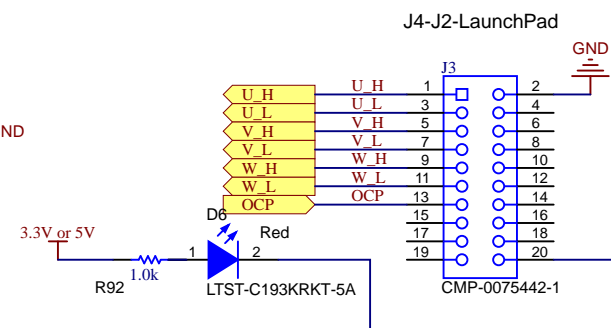 J4-J2-LaunchPad
GND
J3
U_H U_H 1 2
U_L U_L 3 4
V_H V_H 5 6
ND
V_L V_L 7 8
W_H W_H 9 10
W_L W_L 11 12
OCP OCP 13 14
15 16
D6
3.3V or 5V Red 17 18
1 2 19 20
1.0k
R92 LTST-C193KRKT-5A CMP-0075442-1